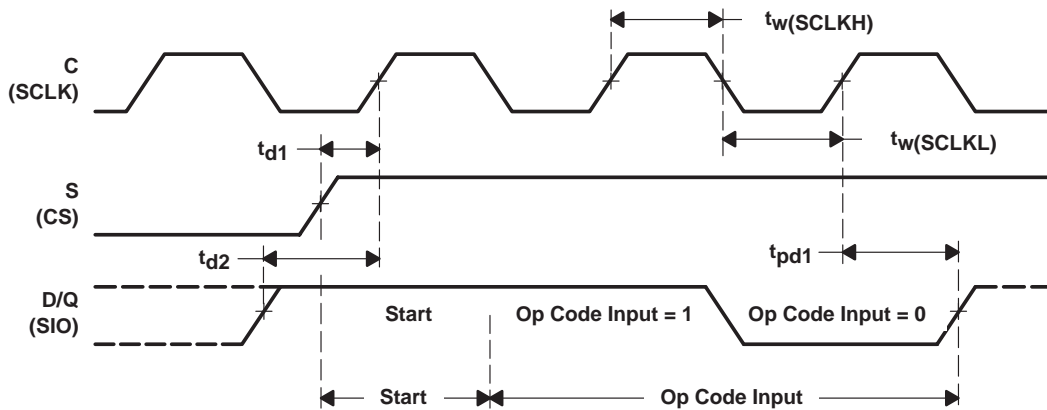 tw(SCLKH)
C
(SCLK)
td1
tw(SCLKL)
S
(CS)
td2
tpd1
D/Q
(SIO)
Start
Op Code Input = 1
Op Code Input = 0
Start
Op Code Input